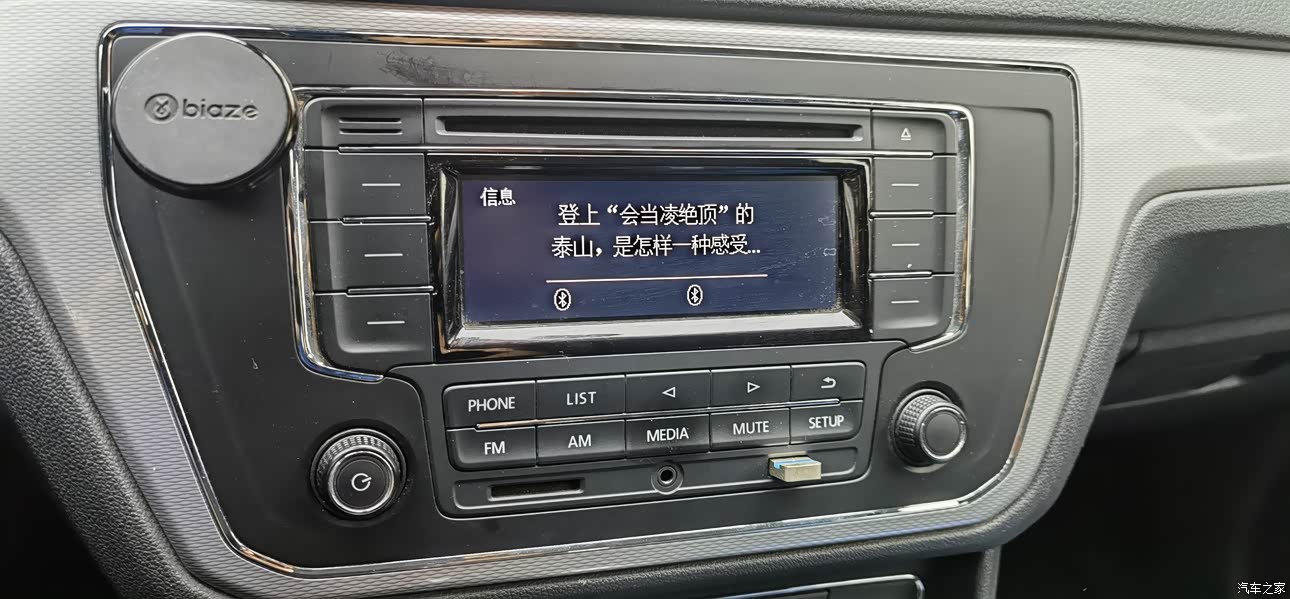 biaze
信息
登上“会当凌绝顶”的
泰山，是怎样一种感受...
PHONE
LIST
FM
AM
MEDIA
MUTE
SETUP
汽车之家